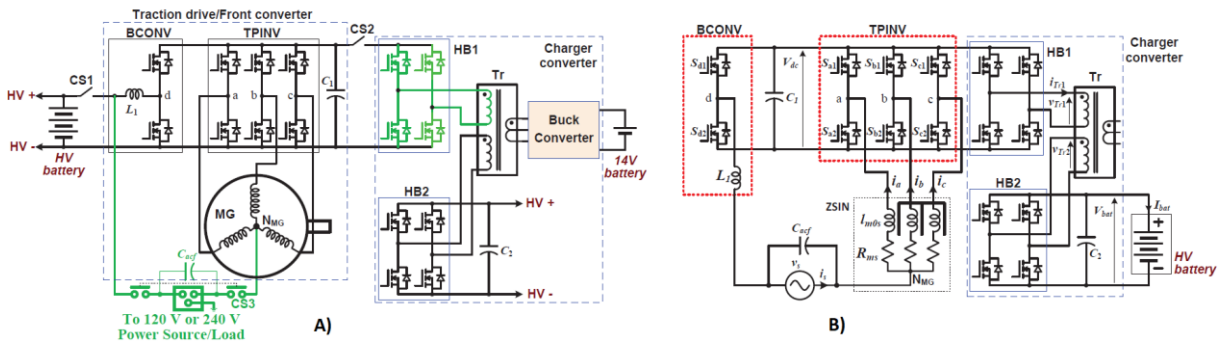 Traction drive/Front converter
BCONV
TPINV
CS2
HB1
Charger
converter
CS1
HV +
L1
d
a
b
c
C1
Tr
Buck
Converter
HV -
HV
battery
14V
battery
HB2
HV +
MG
NMG
C2
Cacf
HV -
CS3
To 120 V or 240 V
Power Source/Load
A)
BCONV
TPINV
HB1
Charger
converter
Sd1
Vdc
Sa1
Sb1
Sc1
iTr1
Tr
d
C1
a
b
c
vTr1
Sd2
Sa2
Sb2
Sc2
vTr2
L1
ia
ib
ic
HB2
ZSIN
lm0s
Vbat
Ibat
Cacf
Rms
C2
vs
is
HV
battery
NMG
B)